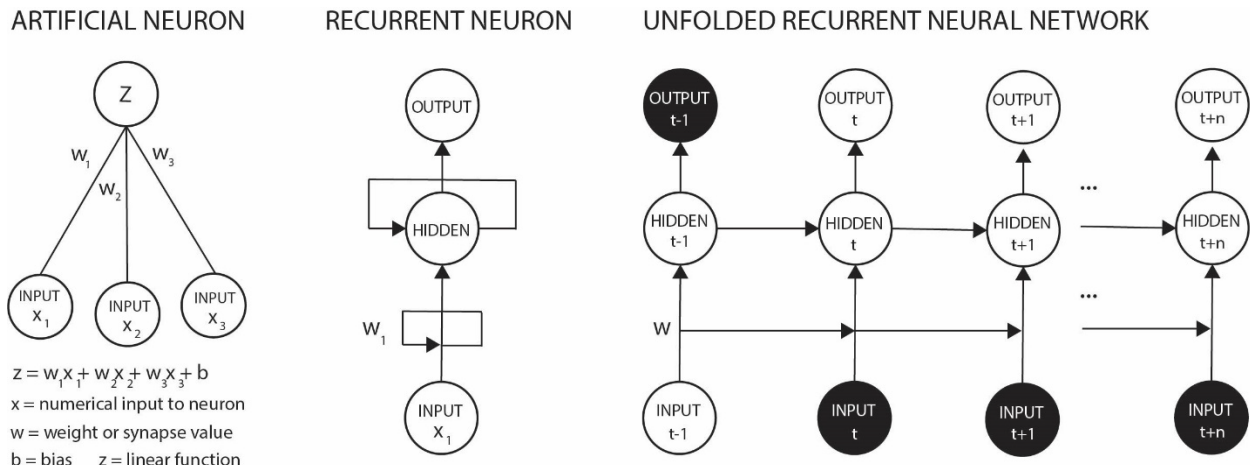 ARTIFICIAL NEURON
Z
w1
w2
w3
INPUT
x1
INPUT
x2
INPUT
x3
z = w1x1+ w2x2+ w3x3+ b
x = numerical input to neuron
w = weight or synapse value
b = bias z = linear function
RECURRENT NEURON
OUTPUT
HIDDEN
w1
INPUT
x1
UNFOLDED RECURRENT NEURAL NETWORK
OUTPUT
t-1
OUTPUT
t
OUTPUT
t+1
OUTPUT
t+n
...
HIDDEN
t-1
HIDDEN
t
HIDDEN
t+1
HIDDEN
t+n
...
w
INPUT
t-1
INPUT
t
INPUT
t+1
INPUT
t+n